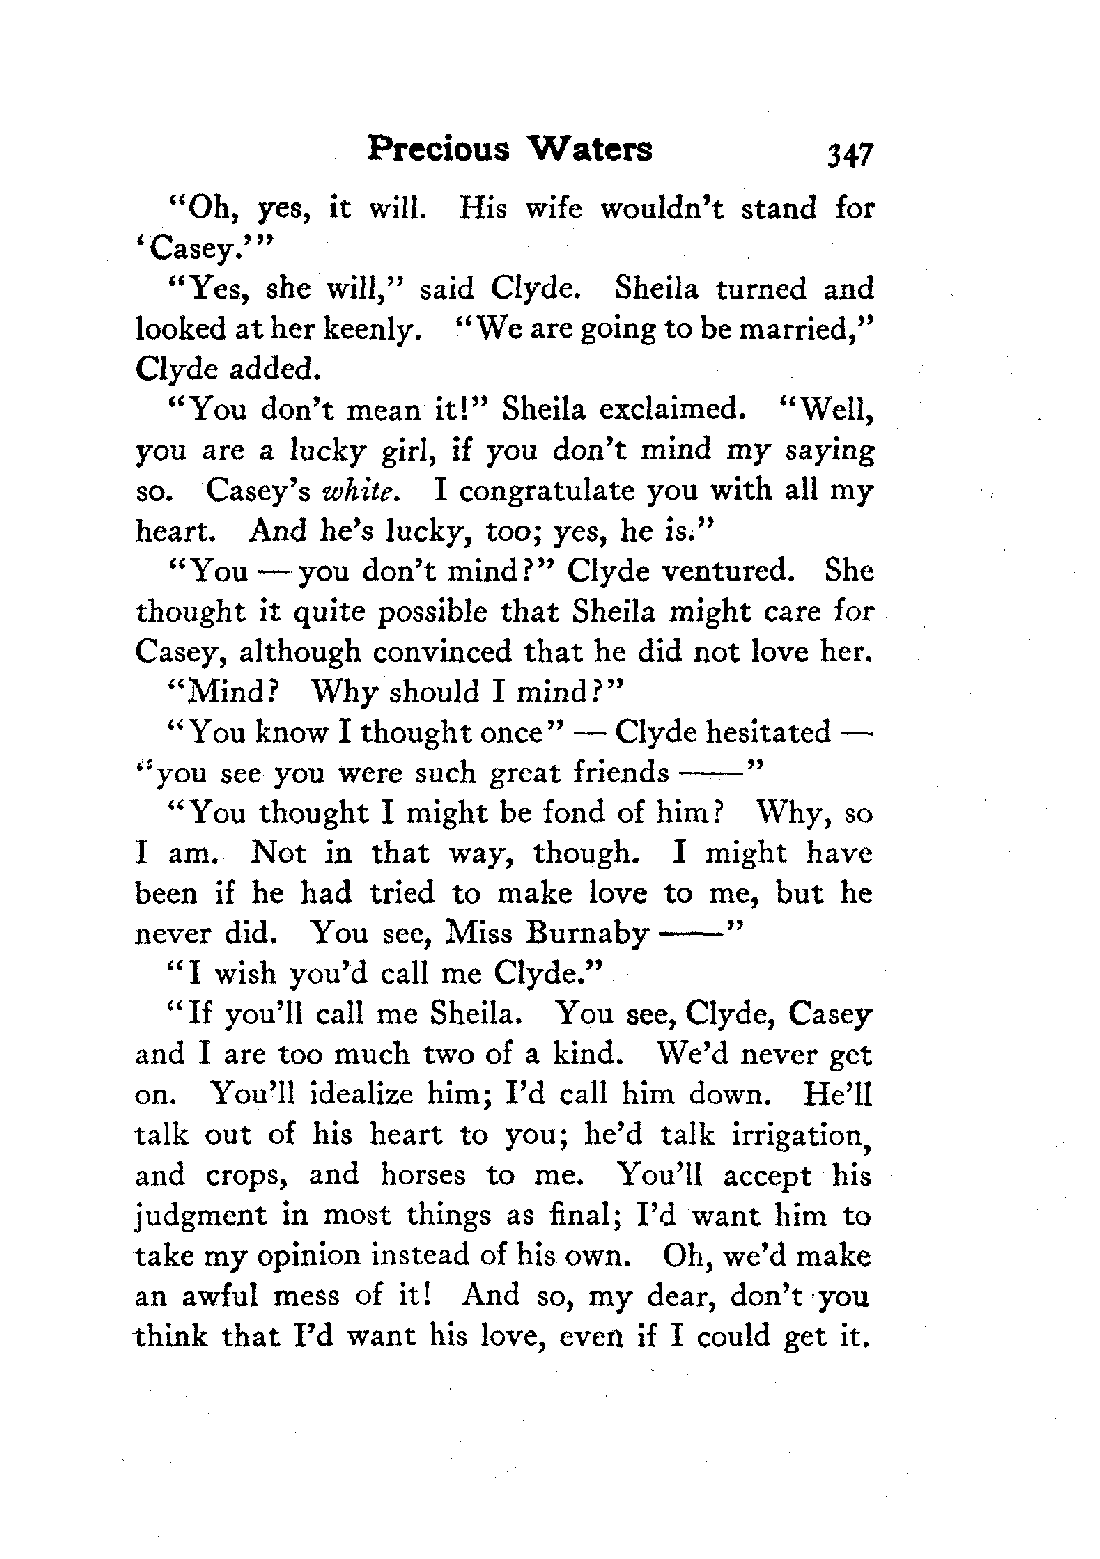 Precious Waters 347
"Oh, yes, it will. His wife wouldn't stand for
'Casey.'"
"Yes, she will," said Clyde. Sheila turned and
looked at her keenly. "We are going to be married,"
Clyde added.
"You don't mean it!" Sheila exclaimed. "Well,
you are a lucky girl, if you don't mind my saying
so. Casey's white. I congratulate you with all my
heart. And he's lucky, too; yes, he is."
"You — you don't mind?" Clyde ventured. She
thought it quite possible that Sheila might care for
Casey, although convinced that he did not love her.
"Mind? Why should I mind?"
"You know I thought once" — Clyde hesitated —
"you see you were such great friends ——"
"You thought I might be fond of him? Why, so
I am. Not in that way, though. I might have
been if he had tried to make love to me, but he
never did. You see, Miss Burnaby ——"
"I wish you'd call me Clyde."
"If you'll call me Sheila. You see, Clyde, Casey
and I are too much two of a kind. We'd never get
on. You'll idealize him; I'd call him down. He'll
talk out of his heart to you; he'd talk irrigation,
and crops, and horses to me. You'll accept his
judgment in most things as final; I'd want him to
take my opinion instead of his own. Oh, we'd make
an awful mess of it! And so, my dear, don't you
think that I'd want his love, even if I could get it.